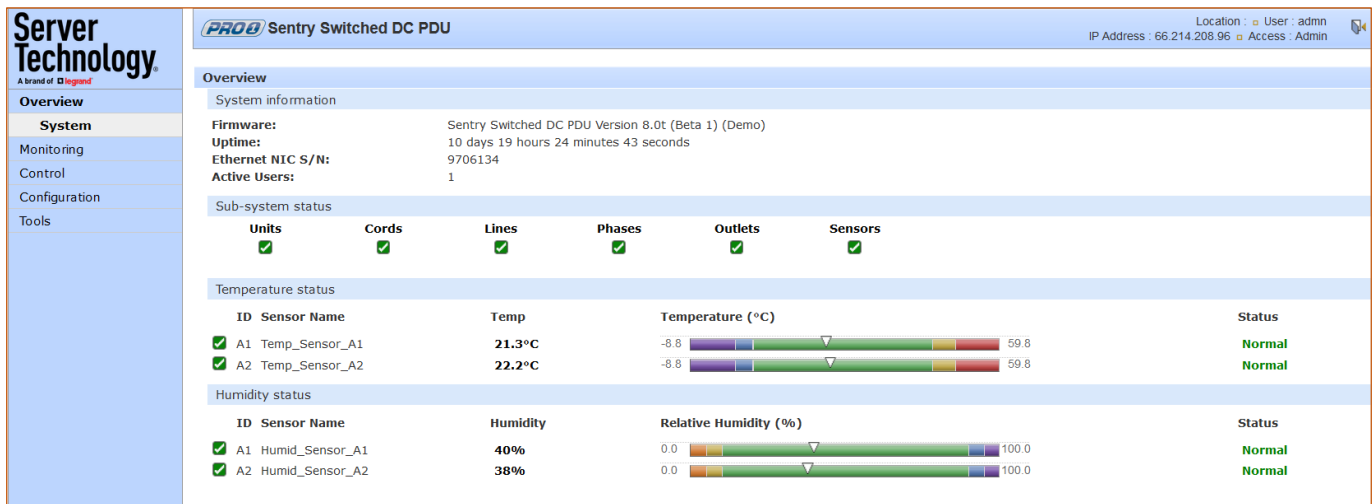 Server
Technology.
A brand of legrand
PRO2 Sentry Switched DC PDU
Location : User : admn
IP Address : 66.214.208.96 Access : Admin
Overview
System
Monitoring
Control
Configuration
Tools
Overview
System information
Firmware: Sentry Switched DC PDU Version 8.0t (Beta 1) (Demo)
Uptime: 10 days 19 hours 24 minutes 43 seconds
Ethernet NIC S/N: 9706134
Active Users: 1
Sub-system status
Units Cords Lines Phases Outlets Sensors
Temperature status
ID Sensor Name Temp Temperature (°C) Status
A1 Temp_Sensor_A1 21.3°C -8.8 59.8 Normal
A2 Temp_Sensor_A2 22.2°C -8.8 59.8 Normal
Humidity status
ID Sensor Name Humidity Relative Humidity (%) Status
A1 Humid_Sensor_A1 40% 0.0 100.0 Normal
A2 Humid_Sensor_A2 38% 0.0 100.0 Normal